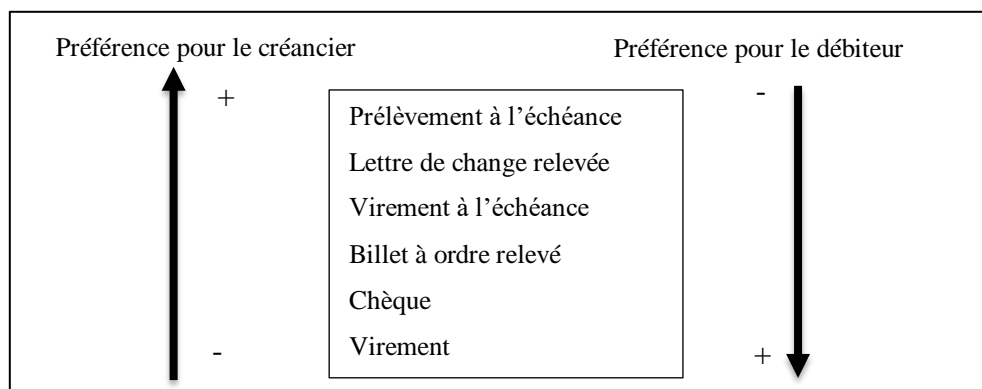 Préférence pour le créancier Préférence pour le débiteur
+ -
Prélèvement à l’échéance
Lettre de change relevée
Virement à l’échéance
Billet à ordre relevé
Chèque
Virement
- +